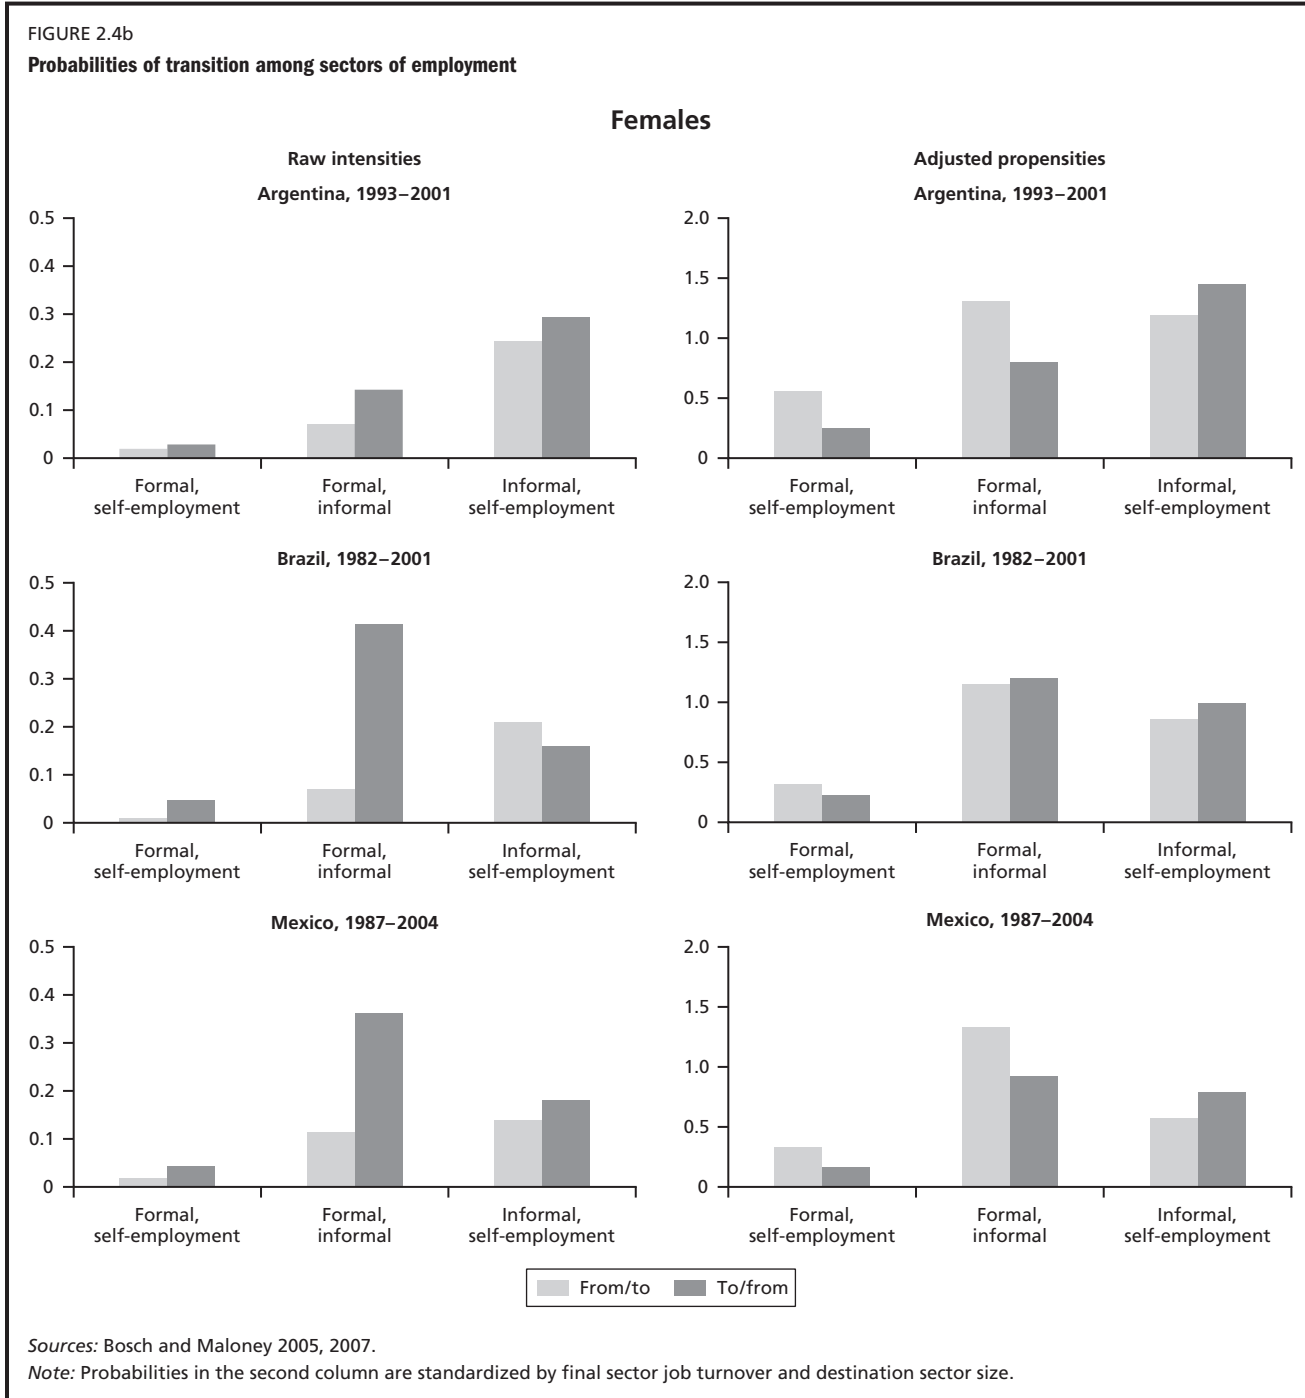 FIGURE 2.4b
Probabilities of transition among sectors of employment
Females
Raw intensities
Argentina, 1993–2001
0.5
0.4
0.3
0.2
0.1
0
Formal,
self-employment
Formal,
informal
Informal,
self-employment
Adjusted propensities
Argentina, 1993–2001
2.0
1.5
1.0
0.5
0
Formal,
self-employment
Formal,
informal
Informal,
self-employment
Brazil, 1982–2001
0.5
0.4
0.3
0.2
0.1
0
Formal,
self-employment
Formal,
informal
Informal,
self-employment
Brazil, 1982–2001
2.0
1.5
1.0
0.5
0
Formal,
self-employment
Formal,
informal
Informal,
self-employment
Mexico, 1987–2004
0.5
0.4
0.3
0.2
0.1
0
Formal,
self-employment
Formal,
informal
Informal,
self-employment
Mexico, 1987–2004
2.0
1.5
1.0
0.5
0
Formal,
self-employment
Formal,
informal
Informal,
self-employment
From/to
To/from
Sources: Bosch and Maloney 2005, 2007.
Note: Probabilities in the second column are standardized by final sector job turnover and destination sector size.